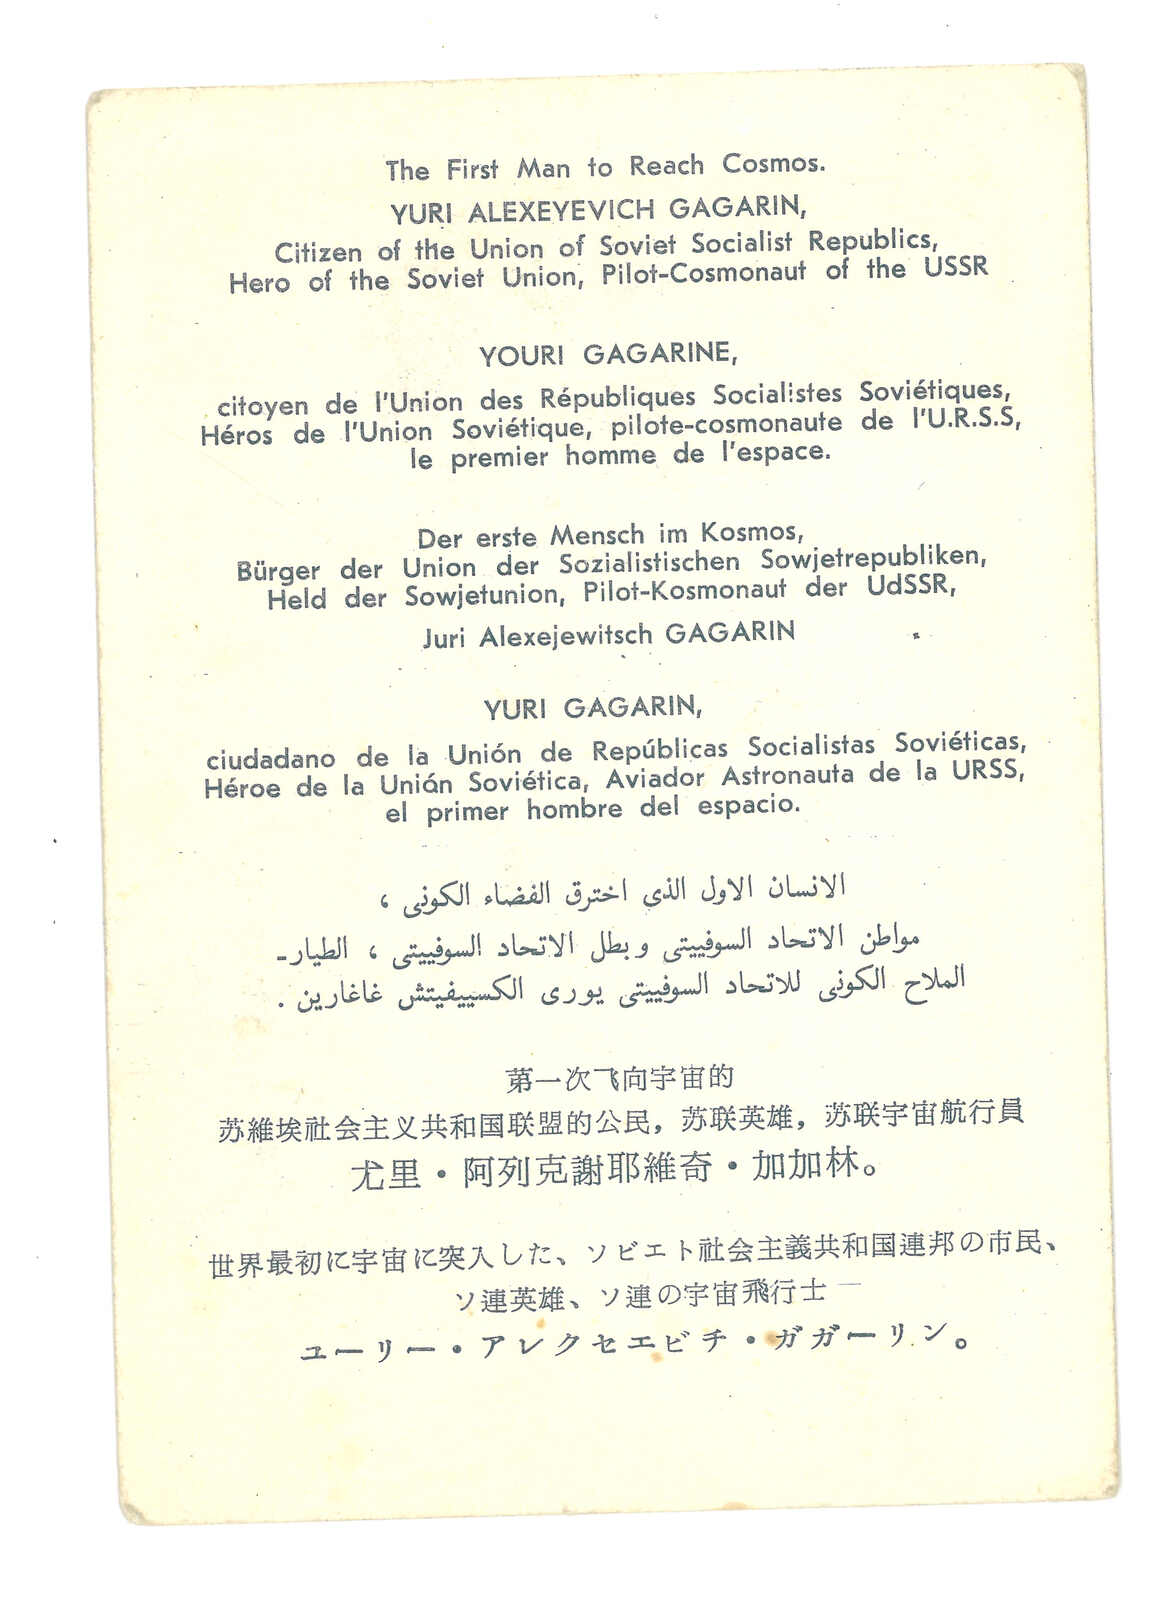 The First Man to Reach Cosmos.
YURI ALEXEYEVICH GAGARIN,
Citizen of the Union of Soviet Socialist Republics,
Hero of the Soviet Union, Pilot-Cosmonaut of the USSR
YOURI GAGARINE,
citoyen de l'Union des Républiques Socialistes Soviétiques,
Héros de l'Union Soviétique, pilote-cosmonaute de l'U.R.S.S,
le premier homme de l'espace.
Der erste Mensch im Kosmos,
Bürger der Union der Sozialistischen Sowjetrepubliken,
Held der Sowjetunion, Pilot-Kosmonaut der UdSSR,
Juri Alexejewitsch GAGARIN
YURI GAGARIN,
ciudadano de la Unión de Repúblicas Socialistas Soviéticas,
Héroe de la Unión Soviética, Aviador Astronauta de la URSS,
el primer hombre del espacio.
الانسان الاول الذى اخترق الفضاء الكونى ،
مواطن الاتحاد السوفييتى وبطل الاتحاد السوفييتى ، الطيار-
الملاح الكونى للاتحاد السوفييتى يورى الكسييفيتش غاغارين .
第一次飞向宇宙的
苏維埃社会主义共和国联盟的公民，苏联英雄，苏联宇宙航行員
尤里・阿列克謝耶維奇・加加林。
世界最初に宇宙に突入した、ソビエト社会主義共和国連邦の市民、
ソ連英雄、ソ連の宇宙飛行士 —
ユーリー・アレクセエビチ・ガガーリン。